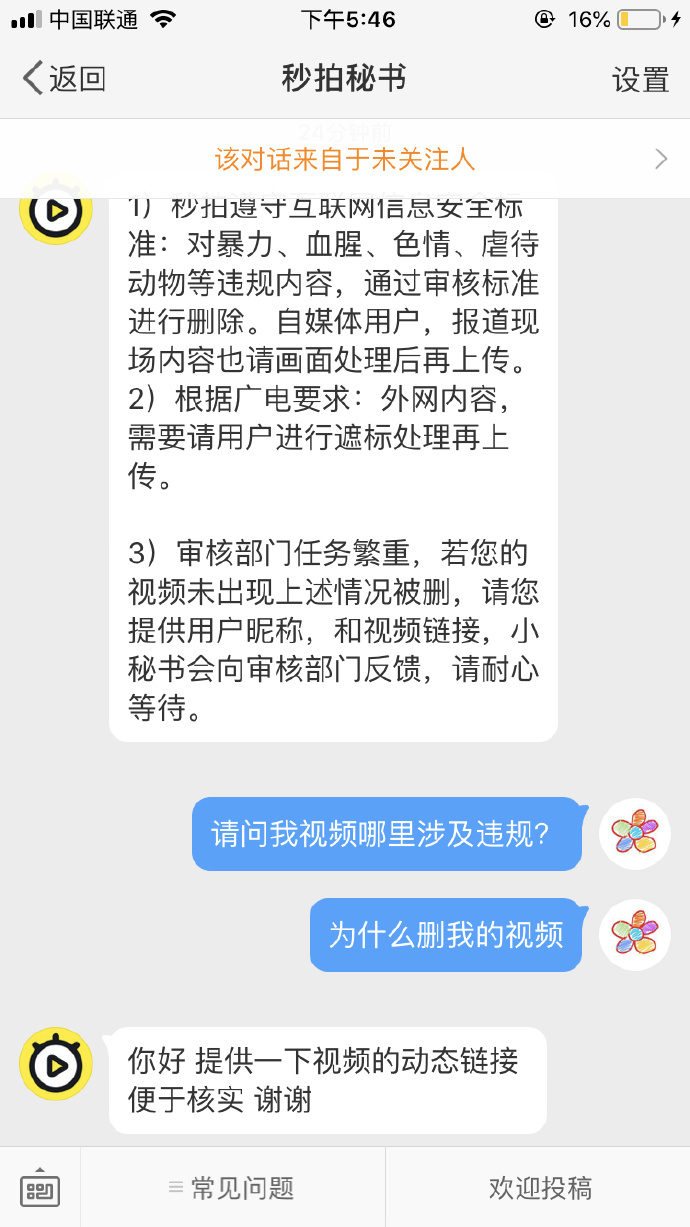 中国联通 下午5:46 16%
返回 秒拍秘书 设置
24分钟前
该对话来自于未关注人
1）秒拍遵守互联网信息安全标
准：对暴力、血腥、色情、虐待
动物等违规内容，通过审核标准
进行删除。自媒体用户，报道现
场内容也请画面处理后再上传。
2）根据广电要求：外网内容，
需要请用户进行遮标处理再上
传。
3）审核部门任务繁重，若您的
视频未出现上述情况被删，请您
提供用户昵称，和视频链接，小
秘书会向审核部门反馈，请耐心
等待。
请问我视频哪里涉及违规?
为什么删我的视频
你好 提供一下视频的动态链接
便于核实 谢谢
常见问题 欢迎投稿